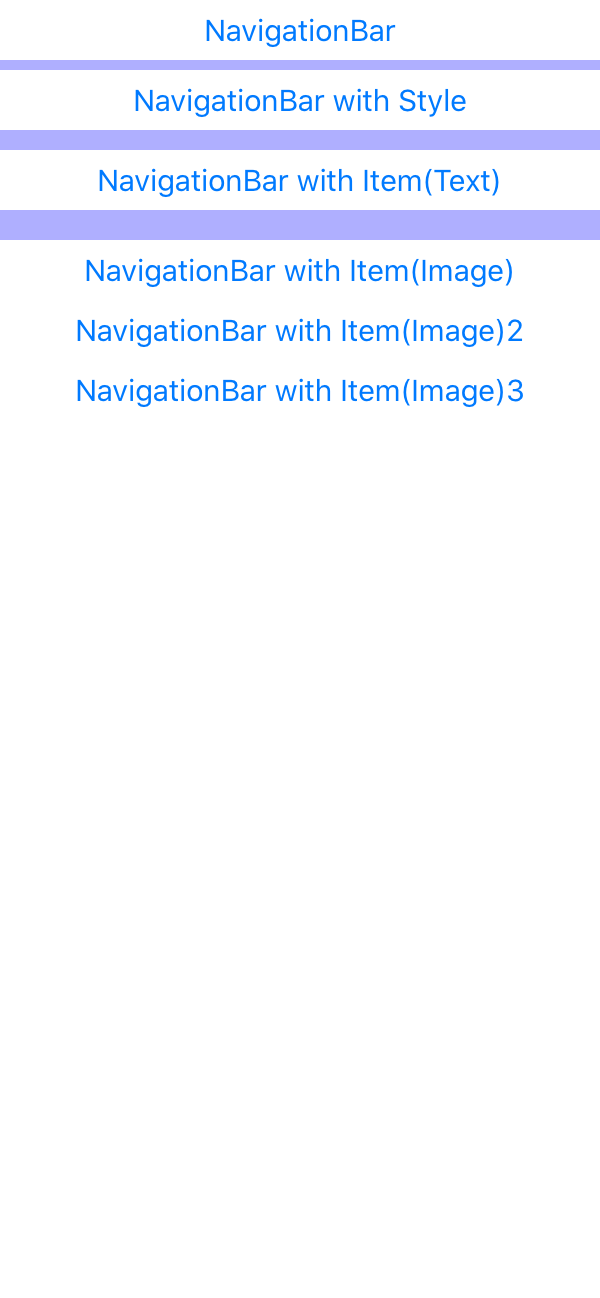 NavigationBar
NavigationBar with Style
NavigationBar with Item(Text)
NavigationBar with Item(Image)
NavigationBar with Item(Image)2
NavigationBar with Item(Image)3